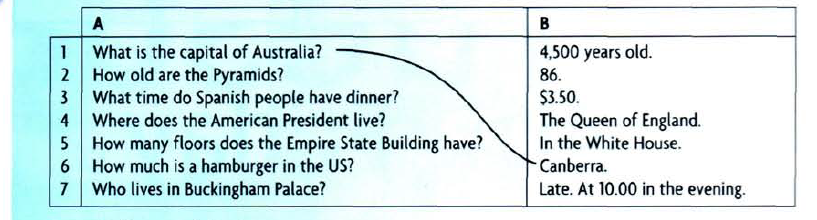 A B
1 What is the capital of Australia? 4,500 years old.
2 How old are the Pyramids? 86.
3 What time do Spanish people have dinner? $3.50.
4 Where does the American President live? The Queen of England.
5 How many floors does the Empire State Building have? In the White House.
6 How much is a hamburger in the US? Canberra.
7 Who lives in Buckingham Palace? Late. At 10.00 in the evening.